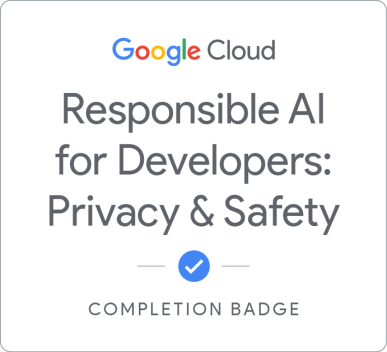 Google Cloud
Responsible AI
for Developers:
Privacy & Safety
COMPLETION BADGE